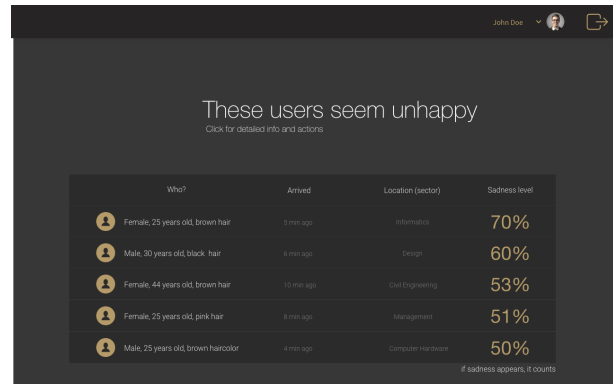 John Doe
These users seem unhappy
Click for detailed info and actions
Who? Arrived Location (sector) Sadness level
Female, 25 years old, brown hair 5 min ago Informatics 70%
Male, 30 years old, black hair 6 min ago Design 60%
Female, 44 years old, brown hair 10 min ago Civil Engineering 53%
Female, 25 years old, pink hair 8 min ago Management 51%
Male, 25 years old, brown haircolor 4 min ago Computer Hardware 50%
if sadness appears, it counts